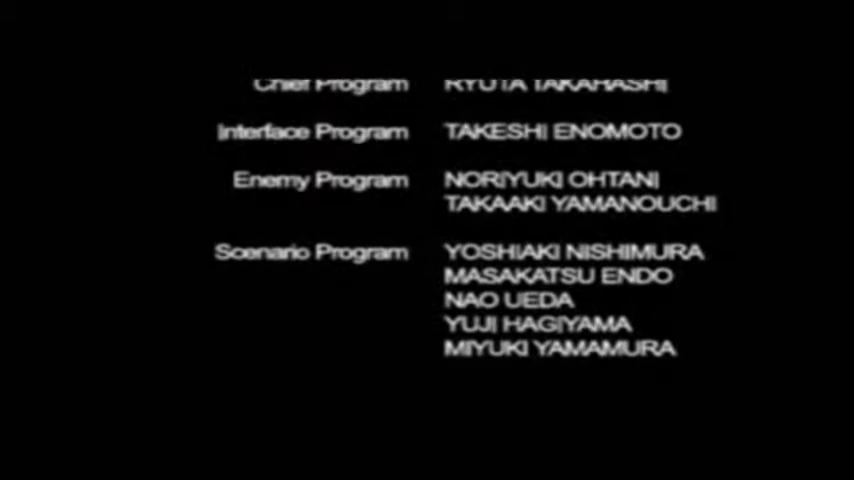 Chief Program RYUTA TAKAHASHI
Interface Program TAKESHI ENOMOTO
Enemy Program NORIYUKI OHTANI
TAKAAKI YAMANOUCHI
Scenario Program YOSHIAKI NISHIMURA
MASAKATSU ENDO
NAO UEDA
YUJI HAGIYAMA
MIYUKI YAMAMURA